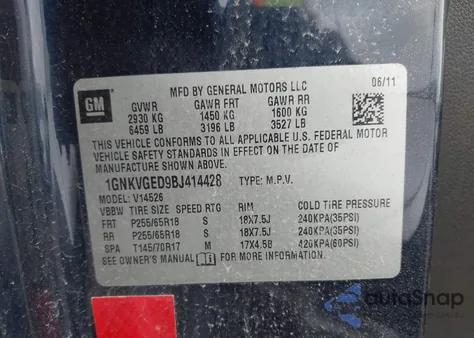 MFD BY GENERAL MOTORS LLC 06/11
GM
GVWR GAWR FRT GAWR RR
2930 KG 1450 KG 1600 KG
6459 LB 3196 LB 3527 LB
THIS VEHICLE CONFORMS TO ALL APPLICABLE U.S. FEDERAL MOTOR
VEHICLE SAFETY STANDARDS IN EFFECT ON THE DATE OF
MANUFACTURE SHOWN ABOVE.
1GNKVGED9BJ414428 TYPE: M.P.V.
MODEL: V14526
VBBW TIRE SIZE SPEED RTG RIM COLD TIRE PRESSURE
FRT P255/65R18 S 18X7.5J 240KPA(35PSI)
RR P255/65R18 S 18X7.5J 240KPA(35PSI)
SPA T145/70R17 M 17X4.5B 420KPA(60PSI)
SEE OWNER'S MANUAL FOR MORE INFORMATION.
autoSnap